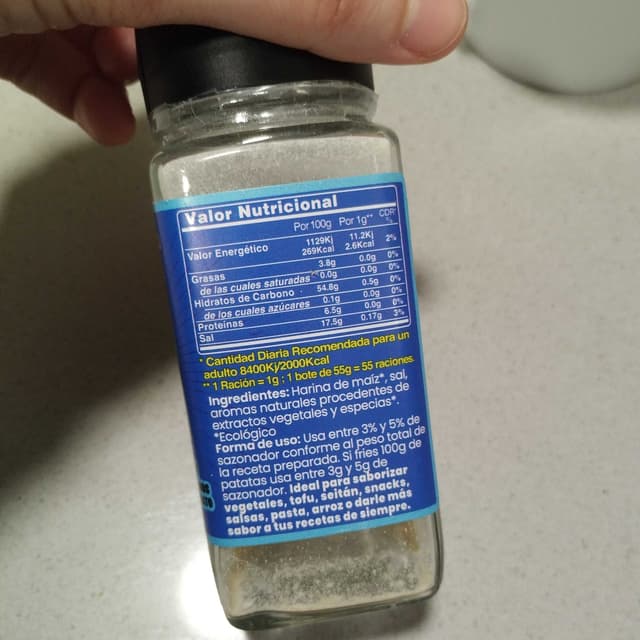 Valor Nutricional
Por 100g Por 1g** CDR*
%
Valor Energético 1129Kj 11.2Kj 2%
269Kcal 2.6Kcal
Grasas 3.8g 0.0g 0%
de las cuales saturadas 0.0g 0.0g 0%
Hidratos de Carbono 54.8g 0.5g 0%
de los cuales azúcares 0.1g 0.0g 0%
Proteinas 6.5g 0.0g 0%
Sal 17.5g 0.17g 3%
* Cantidad Diaria Recomendada para un
adulto 8400Kj/2000Kcal
** 1 Ración = 1g ; 1 bote de 55g = 55 raciones.
Ingredientes: Harina de maíz*, sal,
aromas naturales procedentes de
extractos vegetales y especias*.
*Ecológico
Forma de uso: Usa entre 3% y 5% de
sazonador conforme al peso total de
la receta preparada. Si fríes 100g de
patatas usa entre 3g y 5g de
sazonador. Ideal para saborizar
vegetales, tofu, seitán, snacks,
salsas, pasta, arroz o darle más
sabor a tus recetas de siempre.